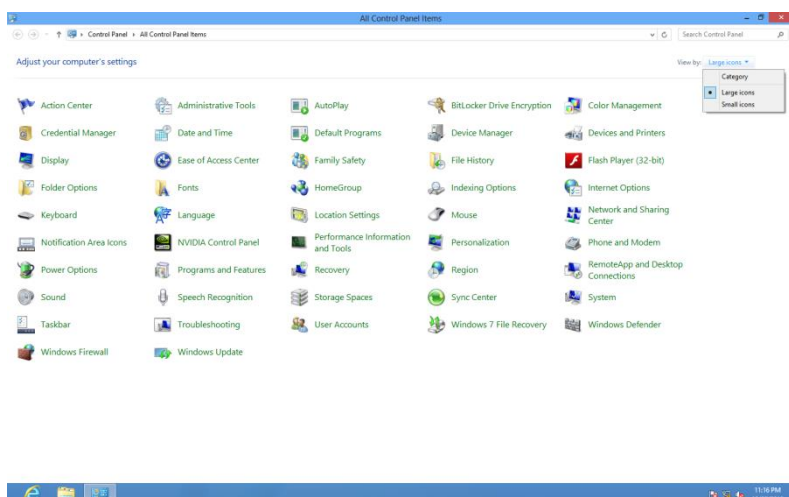 All Control Panel Items
Control Panel All Control Panel Items
Search Control Panel
Adjust your computer's settings
View by: Large icons
Category
Large icons
Small icons
Action Center Administrative Tools AutoPlay BitLocker Drive Encryption Color Management
Credential Manager Date and Time Default Programs Device Manager Devices and Printers
Display Ease of Access Center Family Safety File History Flash Player (32-bit)
Folder Options Fonts HomeGroup Indexing Options Internet Options
Keyboard Language Location Settings Mouse Network and Sharing Center
Notification Area Icons NVIDIA Control Panel Performance Information and Tools Personalization Phone and Modem
Power Options Programs and Features Recovery Region RemoteApp and Desktop Connections
Sound Speech Recognition Storage Spaces Sync Center System
Taskbar Troubleshooting User Accounts Windows 7 File Recovery Windows Defender
Windows Firewall Windows Update
11:16 PM